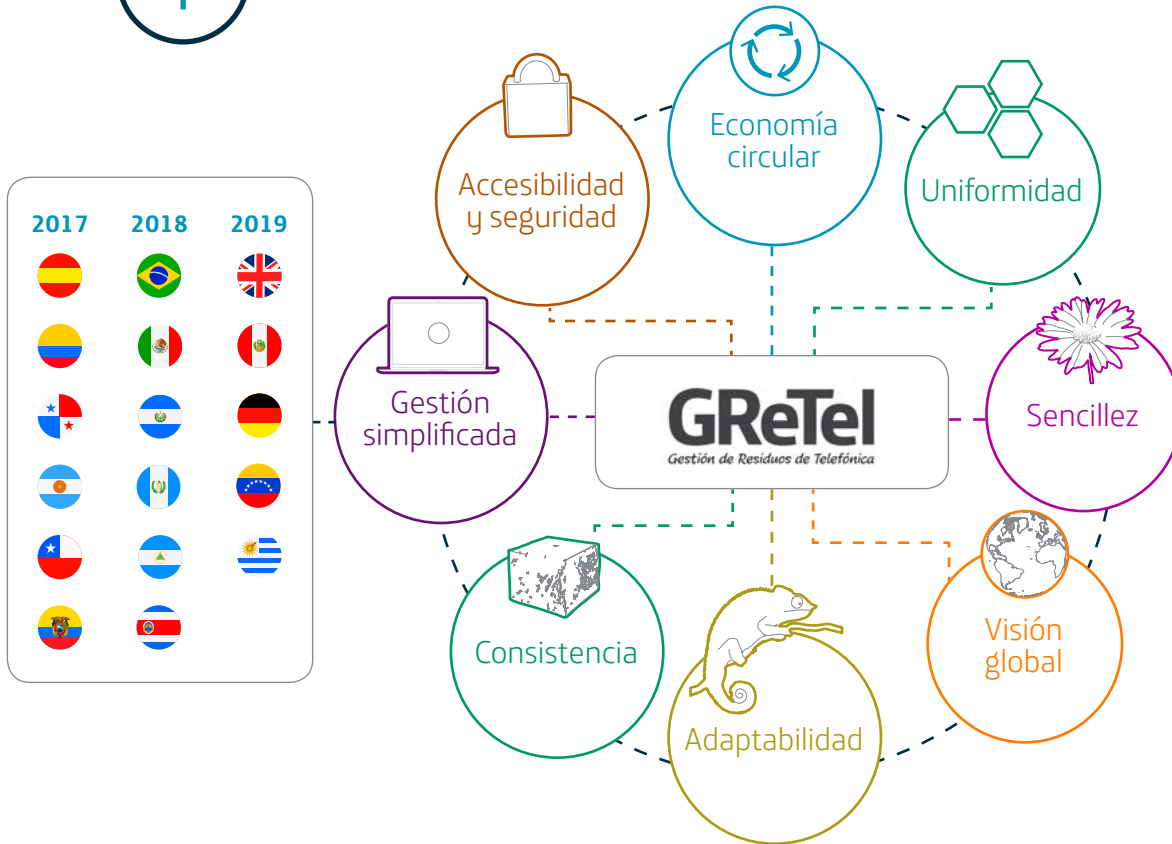 Economía
circular
Accesibilidad
y seguridad
Uniformidad
2017 2018 2019
Gestión
simplificada
GReTel
Gestión de Residuos de Telefónica
Sencillez
Consistencia
Visión
global
Adaptabilidad